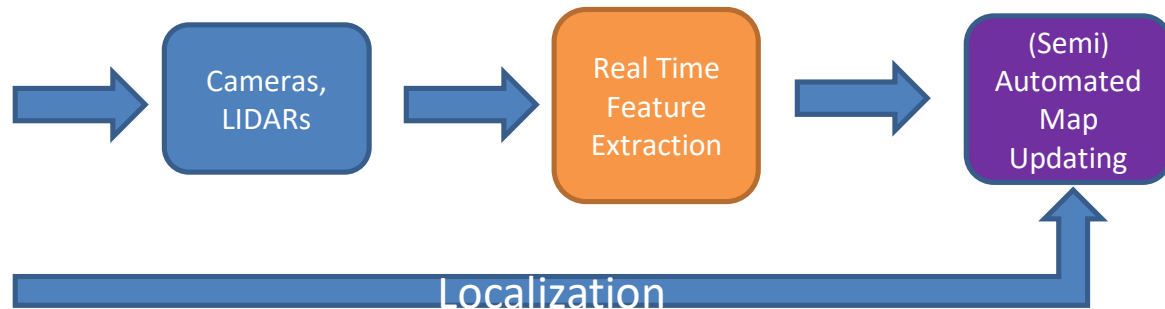 Cameras,
LIDARs
Real Time
Feature
Extraction
(Semi)
Automated
Map
Updating
Localization